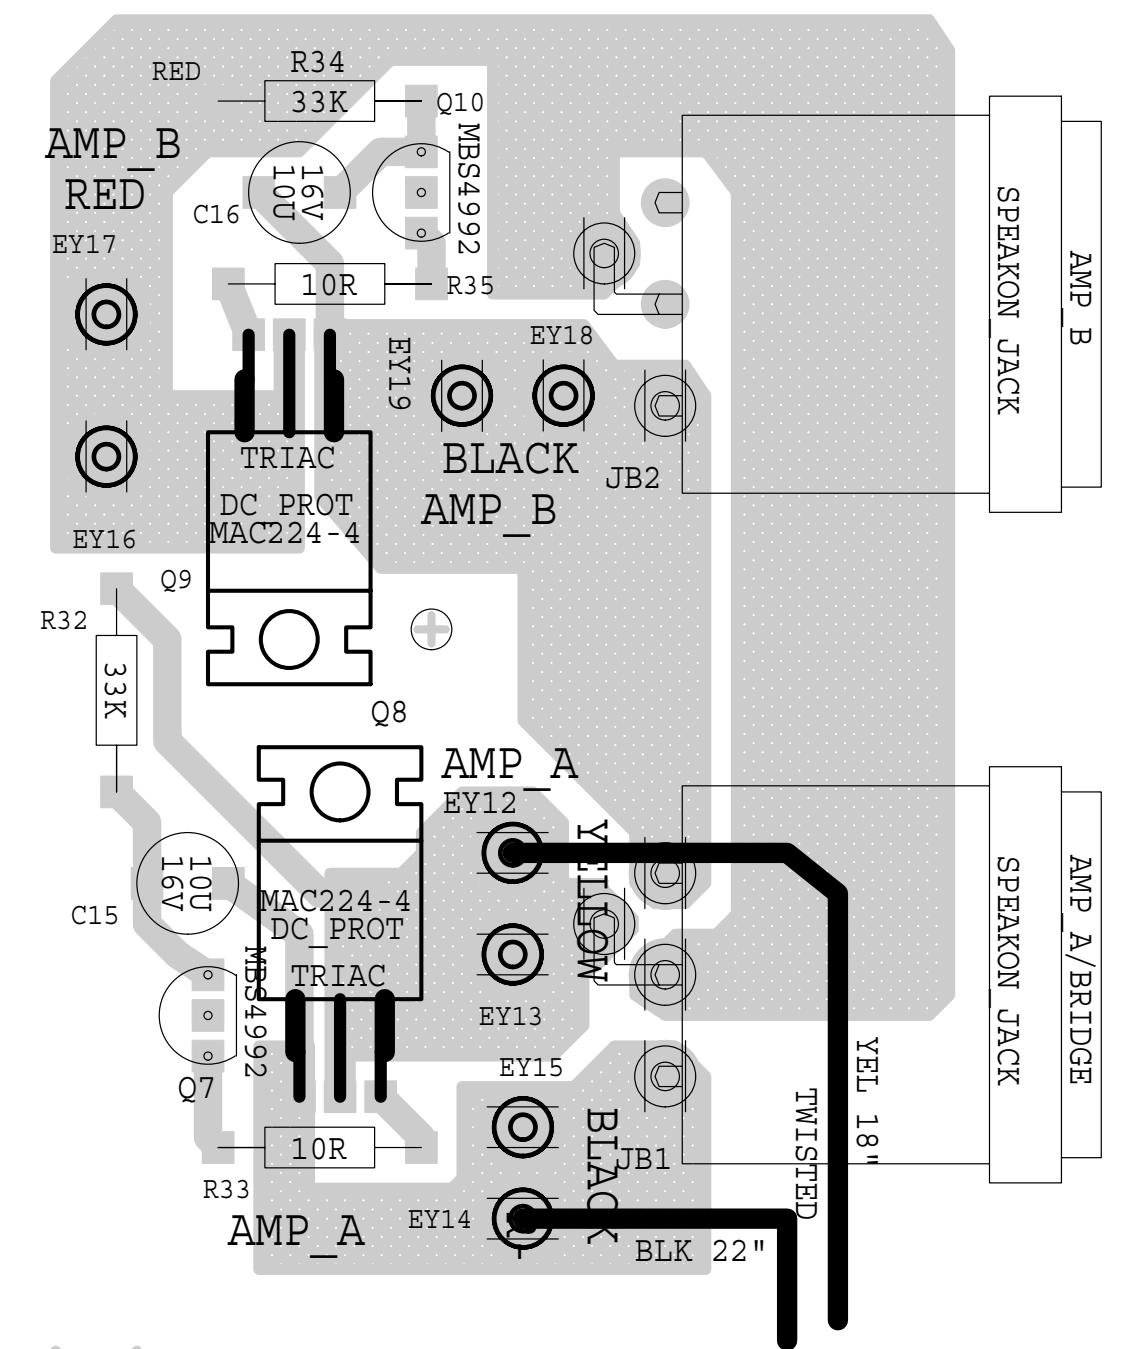 R34
RED
33K
Q10
AMP_B
RED
MBS4992
16V
10U
C16
EY17
10R
R35
SPEAKON_JACK
AMP_B
EY19
EY18
TRIAC
BLACK
JB2
DC_PROT
MAC224-4
AMP_B
EY16
Q9
R32
33K
Q8
AMP_A
EY12
YELLOW
10U
16V
C15
MAC224-4
DC_PROT
TRIAC
MBS4992
EY13
SPEAKON_JACK
AMP_A/BRIDGE
Q7
EY15
YEL 18"
TWISTED
BLACK
10R
JB1
R33
EY14
AMP_A
BLK 22"